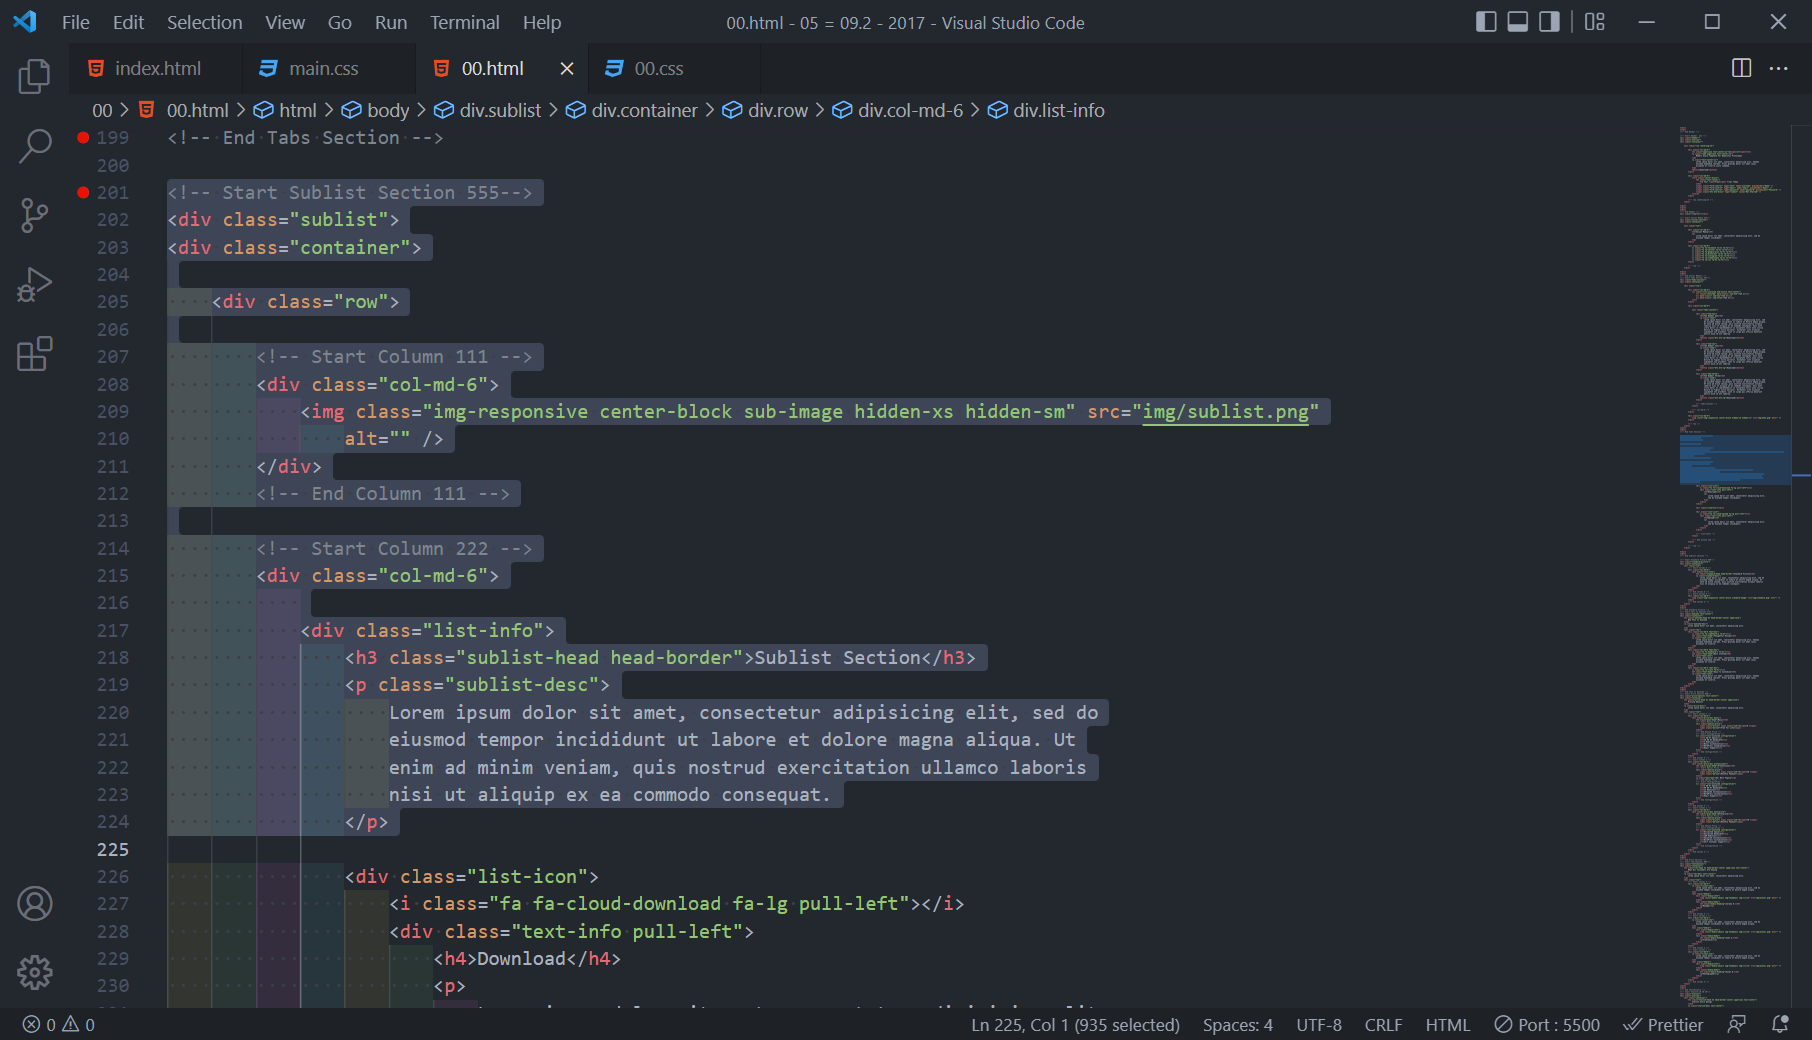 File Edit Selection View Go Run Terminal Help 00.html - 05 = 09.2 - 2017 - Visual Studio Code
index.html main.css 00.html 00.css
00 > 00.html > html > body > div.sublist > div.container > div.row > div.col-md-6 > div.list-info
199 <!-- End Tabs Section -->
200
201 <!-- Start Sublist Section 555-->
202 <div class="sublist">
203 <div class="container">
204
205 <div class="row">
206
207 <!-- Start Column 111 -->
208 <div class="col-md-6">
209 <img class="img-responsive center-block sub-image hidden-xs hidden-sm" src="img/sublist.png"
210 alt="" />
211 </div>
212 <!-- End Column 111 -->
213
214 <!-- Start Column 222 -->
215 <div class="col-md-6">
216
217 <div class="list-info">
218 <h3 class="sublist-head head-border">Sublist Section</h3>
219 <p class="sublist-desc">
220 Lorem ipsum dolor sit amet, consectetur adipisicing elit, sed do
221 eiusmod tempor incididunt ut labore et dolore magna aliqua. Ut
222 enim ad minim veniam, quis nostrud exercitation ullamco laboris
223 nisi ut aliquip ex ea commodo consequat.
224 </p>
225
226 <div class="list-icon">
227 <i class="fa fa-cloud-download fa-lg pull-left"></i>
228 <div class="text-info pull-left">
229 <h4>Download</h4>
230 <p>
0 0 Ln 225, Col 1 (935 selected) Spaces: 4 UTF-8 CRLF HTML Port : 5500 Prettier